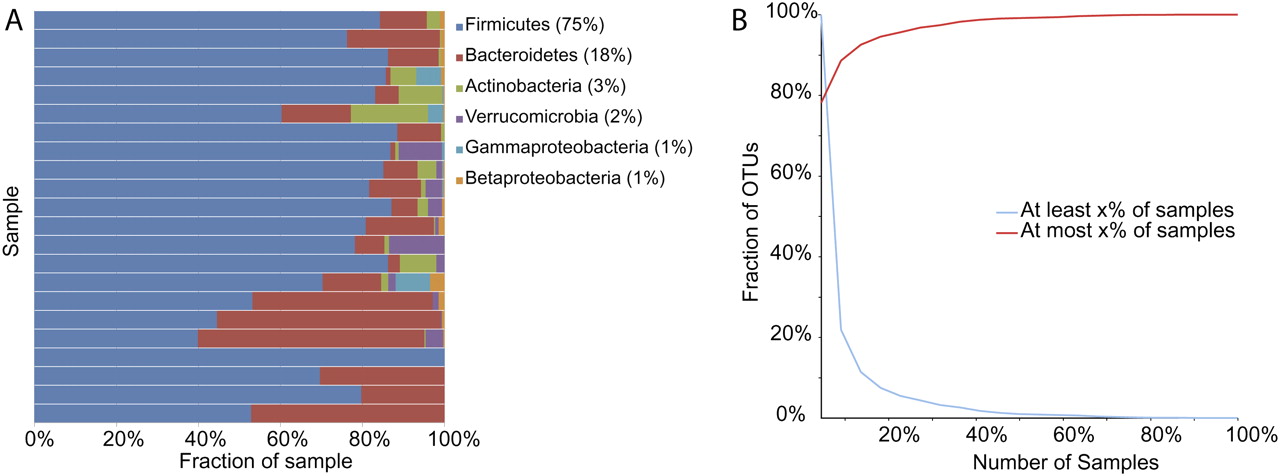 A
Sample
Firmicutes (75%)
Bacteroidetes (18%)
Actinobacteria (3%)
Verrucomicrobia (2%)
Gammaproteobacteria (1%)
Betaproteobacteria (1%)
0% 20% 40% 60% 80% 100%
Fraction of sample
B
Fraction of OTUs
100%
80%
60%
40%
20%
0%
At least x% of samples
At most x% of samples
20% 40% 60% 80% 100%
Number of Samples